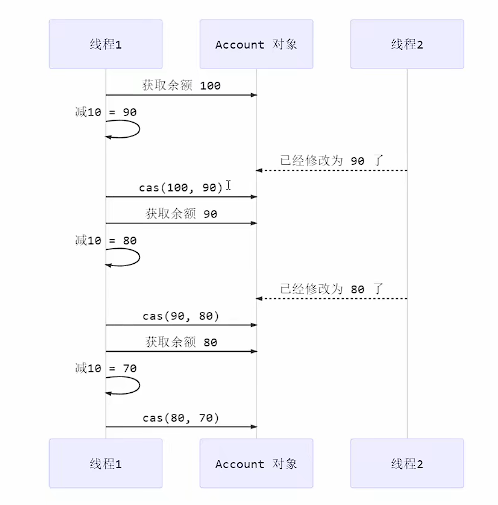 线程1
Account 对象
线程2
获取余额 100
减10 = 90
已经修改为 90 了
cas(100, 90)
获取余额 90
减10 = 80
已经修改为 80 了
cas(90, 80)
获取余额 80
减10 = 70
cas(80, 70)
线程1
Account 对象
线程2